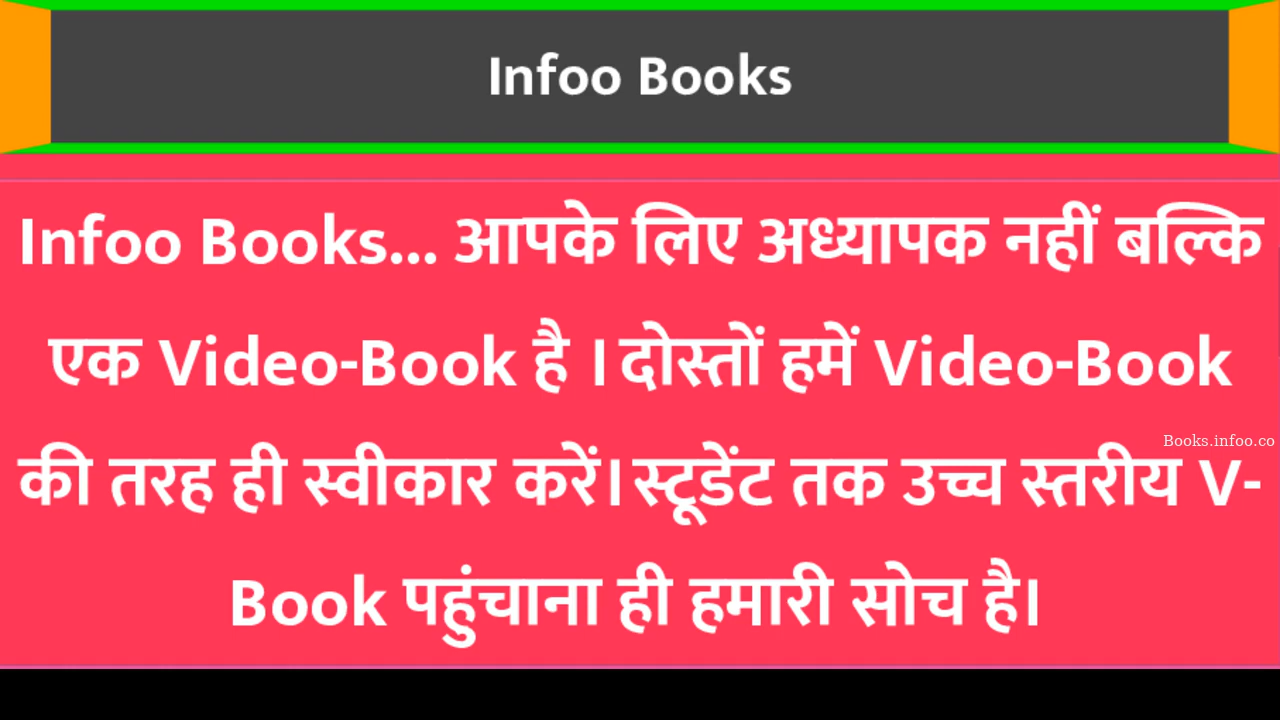 Infoo Books
Infoo Books... आपके लिए अध्यापक नहीं बल्कि
एक Video-Book है । दोस्तों हमें Video-Book
Books.infoo.co
की तरह ही स्वीकार करें। स्टूडेंट तक उच्च स्तरीय V-
Book पहुंचाना ही हमारी सोच है।